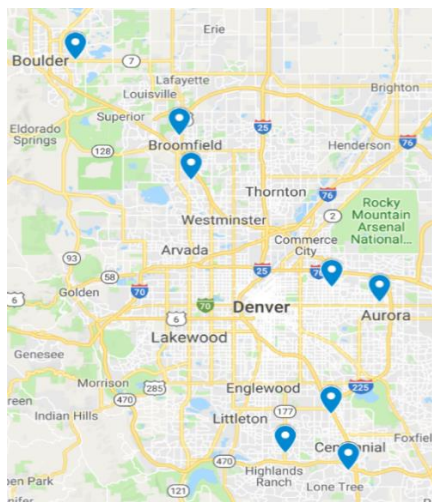 Erie
Boulder
7
Lafayette
Louisville
Brighton
Superior
Eldorado
Springs
25
Broomfield
Henderson
76
128
Thornton
76
2
Rocky
Mountain
Arsenal
National...
Westminster
Commerce
City
Arvada
93
58
25
Golden
70
70
6
6
Denver
Aurora
Lakewood
Genesee
Morrison
285
Englewood
225
470
Indian Hills
177
Littleton
Centennial
Foxfi
470
Highlands
Ranch
Lone Tree
121